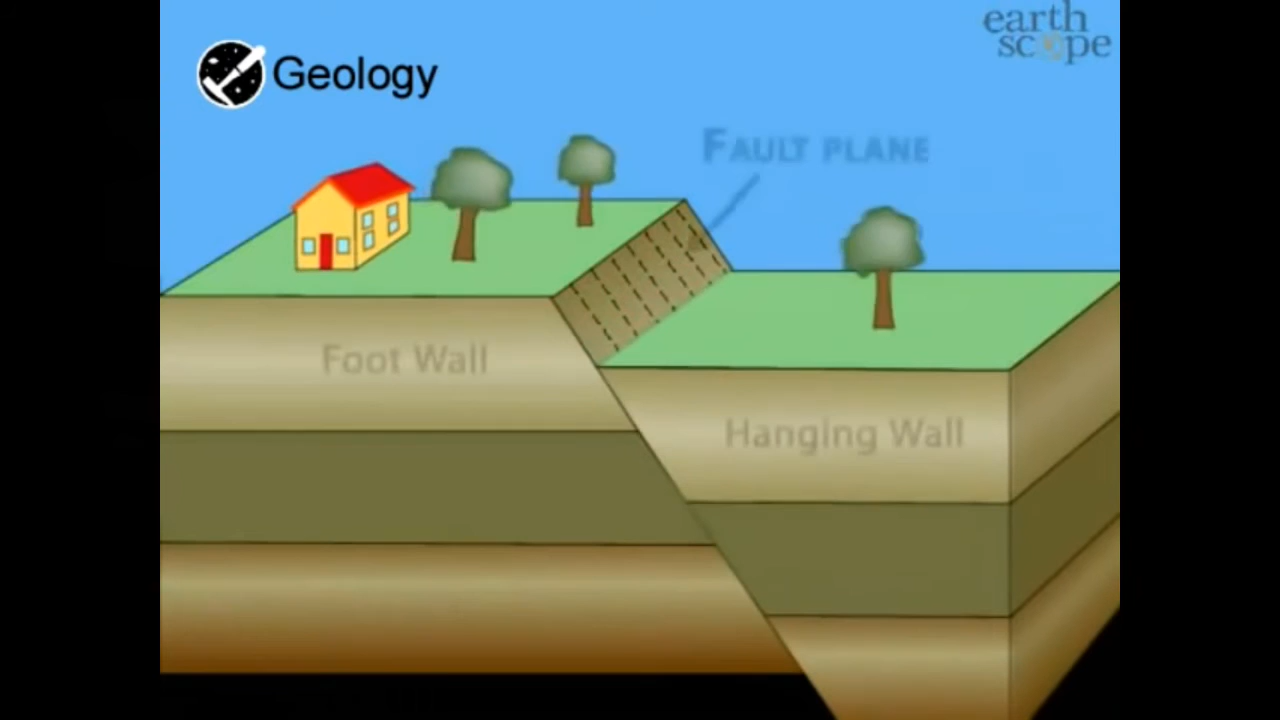 earth
scope
Geology
FAULT PLANE
Foot Wall
Hanging Wall